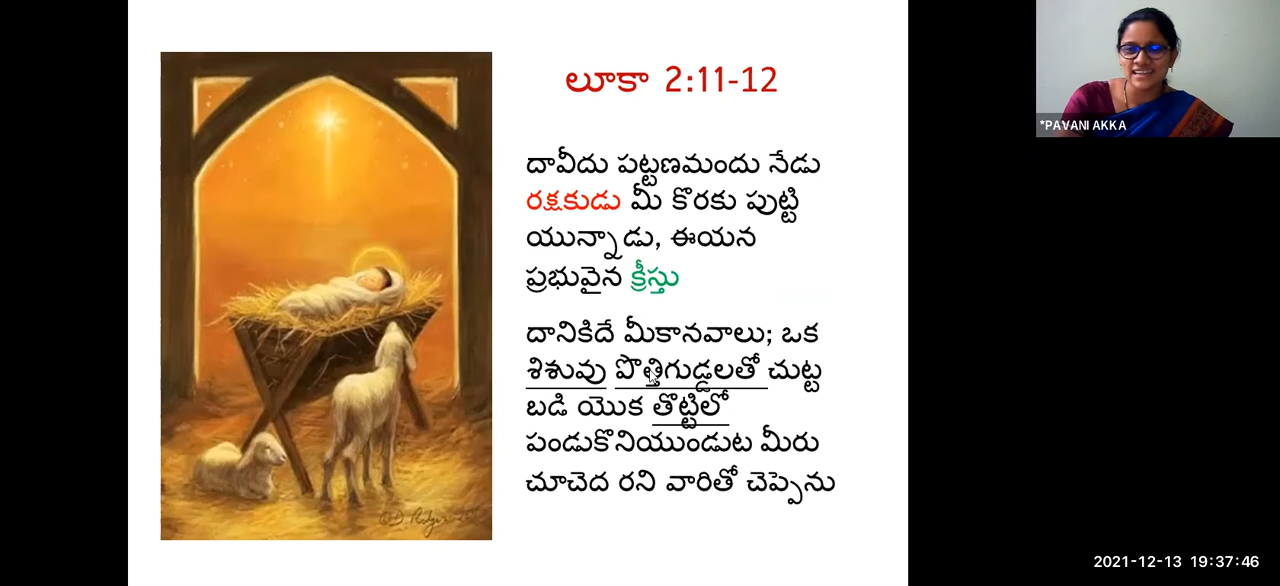 లూకా 2:11-12
దావీదు పట్టణమందు నేడు
రక్షకుడు మీ కొరకు పుట్టి
యున్నాడు, ఈయన
ప్రభువైన క్రీస్తు
దానికిదే మీకానవాలు; ఒక
శిశువు పొత్తిగుడ్డలతో చుట్ట
బడి యొక తొట్టిలో
పండుకొనియుండుట మీరు
చూచెద రని వారితో చెప్పెను
*PAVANI AKKA
2021-12-13 19:37:46